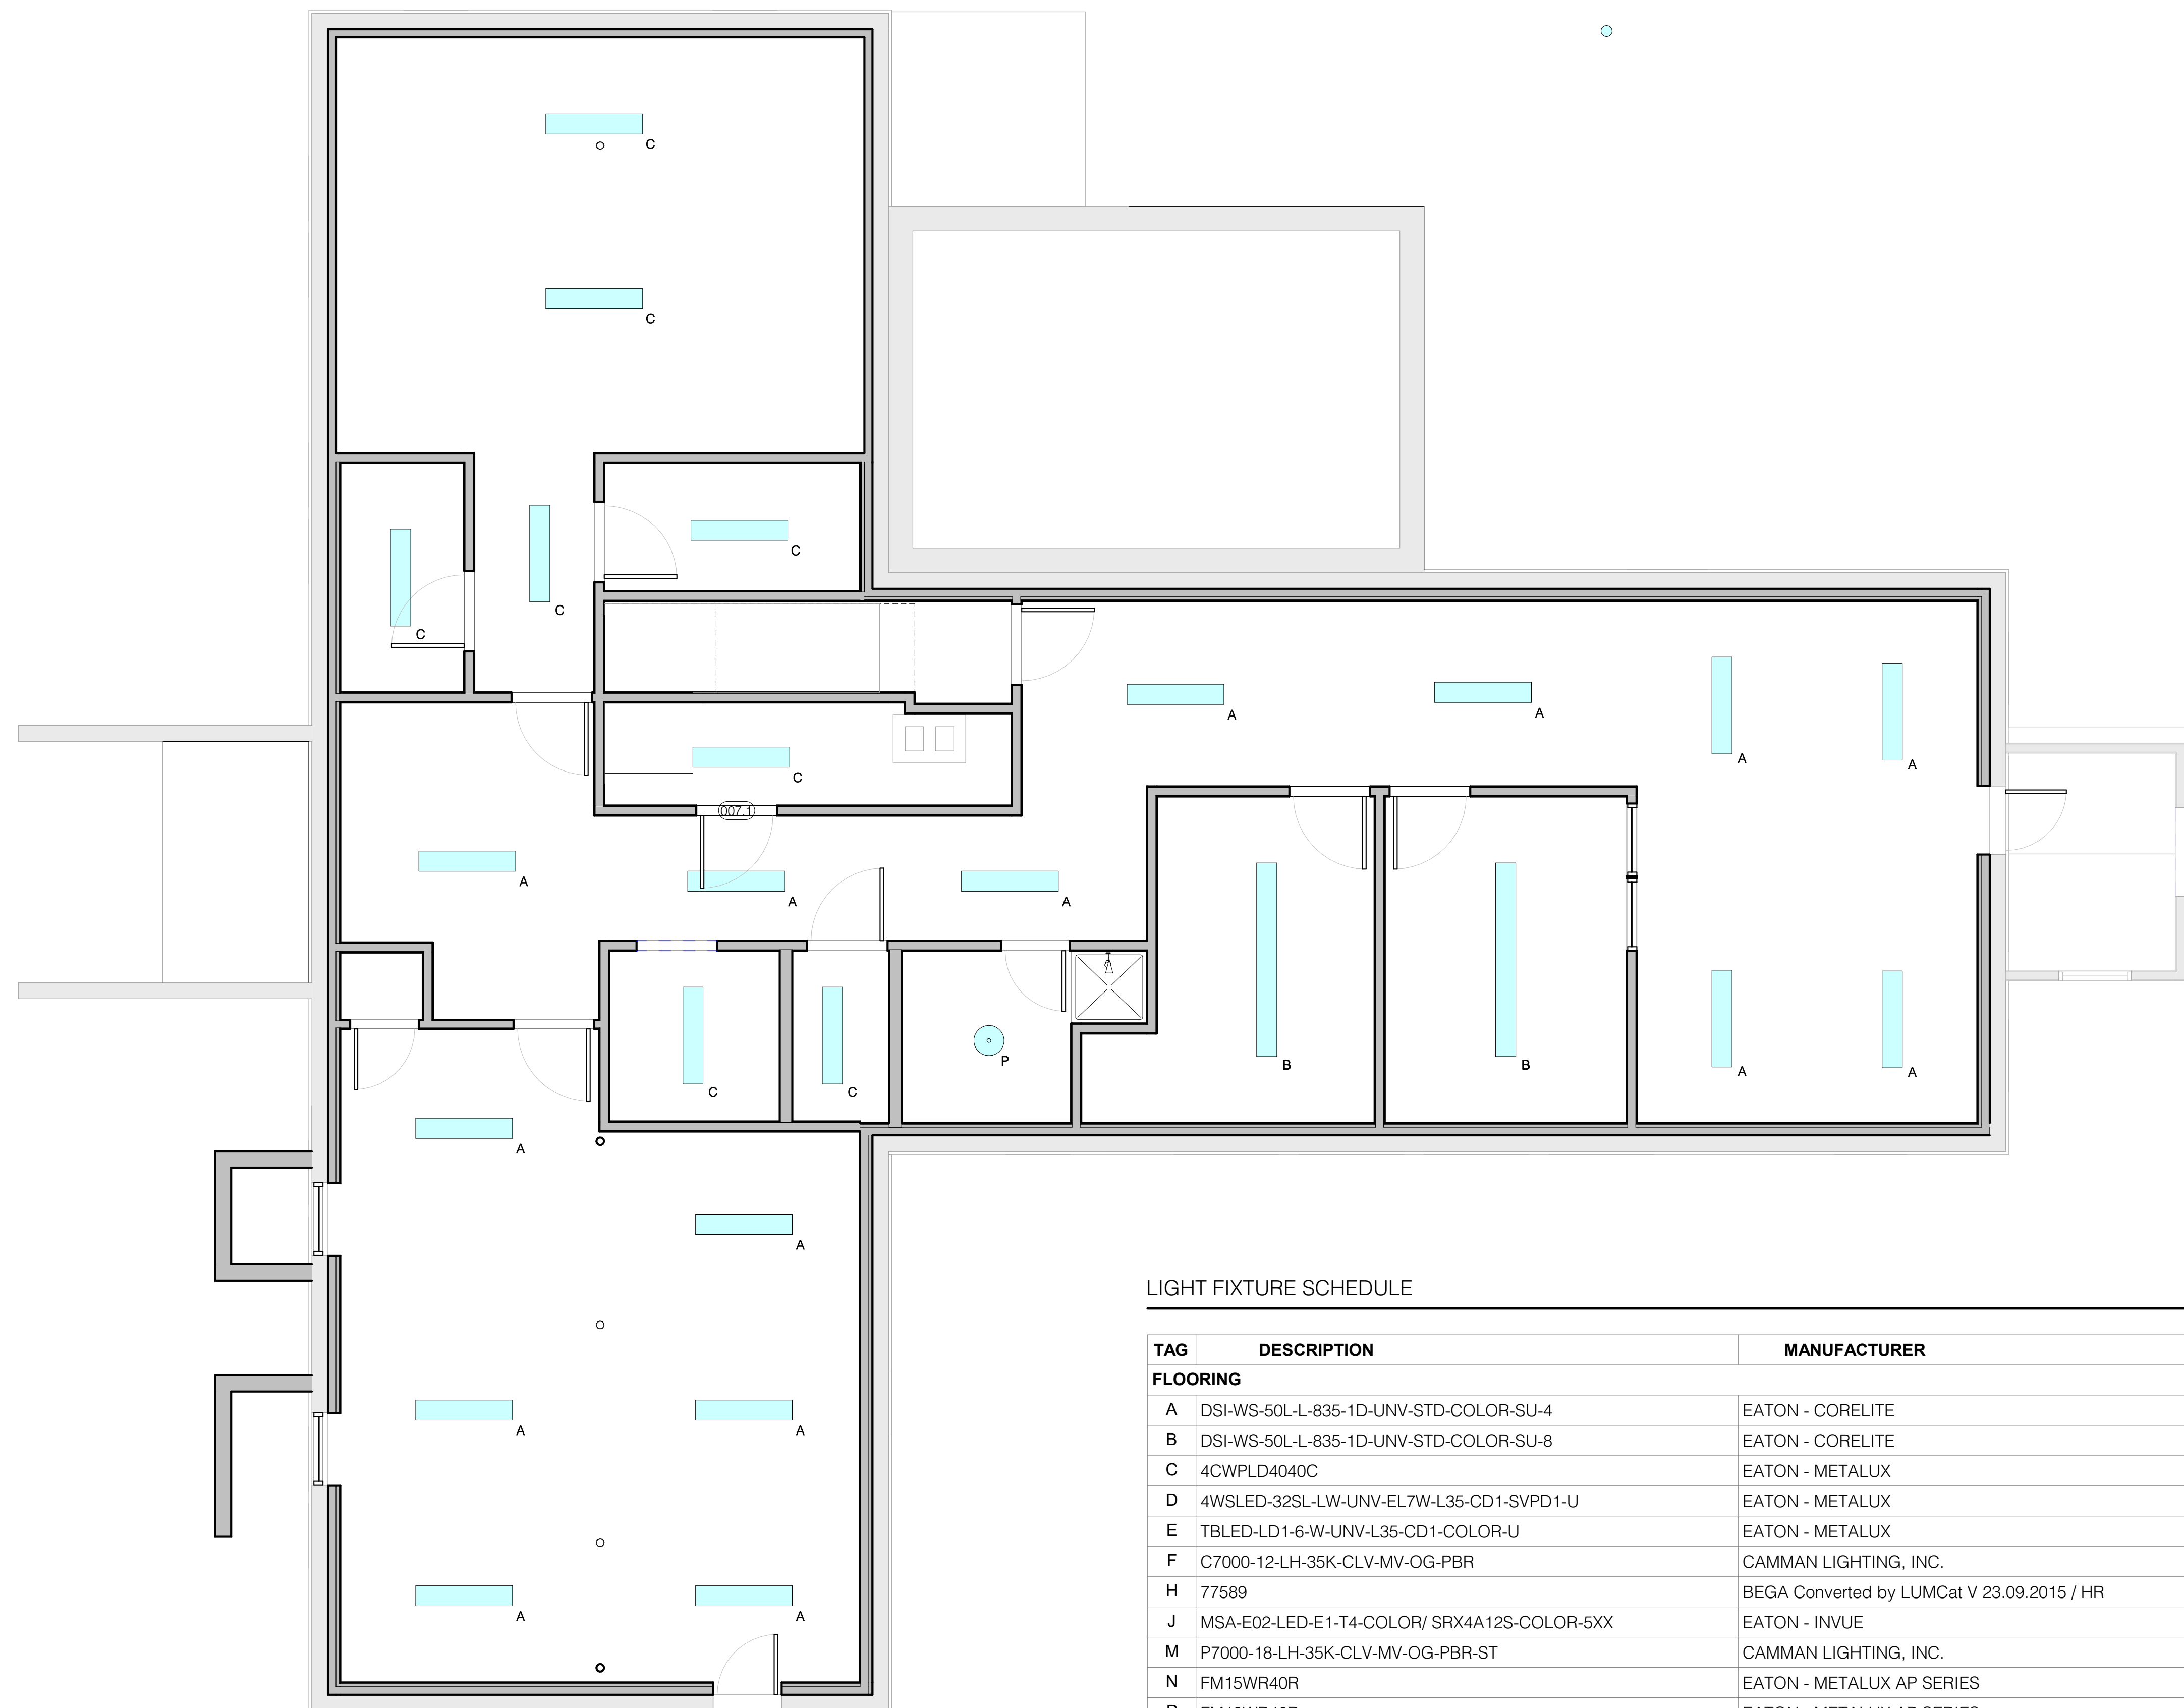 C
C
C
C
C
A
A
A
A
C
007.1
A
A
A
P
B
B
A
A
C
C
A
A
A
A
A
A
LIGHT FIXTURE SCHEDULE
TAG DESCRIPTION MANUFACTURER
FLOORING
A DSI-WS-50L-L-835-1D-UNV-STD-COLOR-SU-4 EATON - CORELITE
B DSI-WS-50L-L-835-1D-UNV-STD-COLOR-SU-8 EATON - CORELITE
C 4CWPLD4040C EATON - METALUX
D 4WSLED-32SL-LW-UNV-EL7W-L35-CD1-SVPD1-U EATON - METALUX
E TBLED-LD1-6-W-UNV-L35-CD1-COLOR-U EATON - METALUX
F C7000-12-LH-35K-CLV-MV-OG-PBR CAMMAN LIGHTING, INC.
H 77589 BEGA Converted by LUMCat V 23.09.2015 / HR
J MSA-E02-LED-E1-T4-COLOR/ SRX4A12S-COLOR-5XX EATON - INVUE
M P7000-18-LH-35K-CLV-MV-OG-PBR-ST CAMMAN LIGHTING, INC.
N FM15WR40R EATON - METALUX AP SERIES